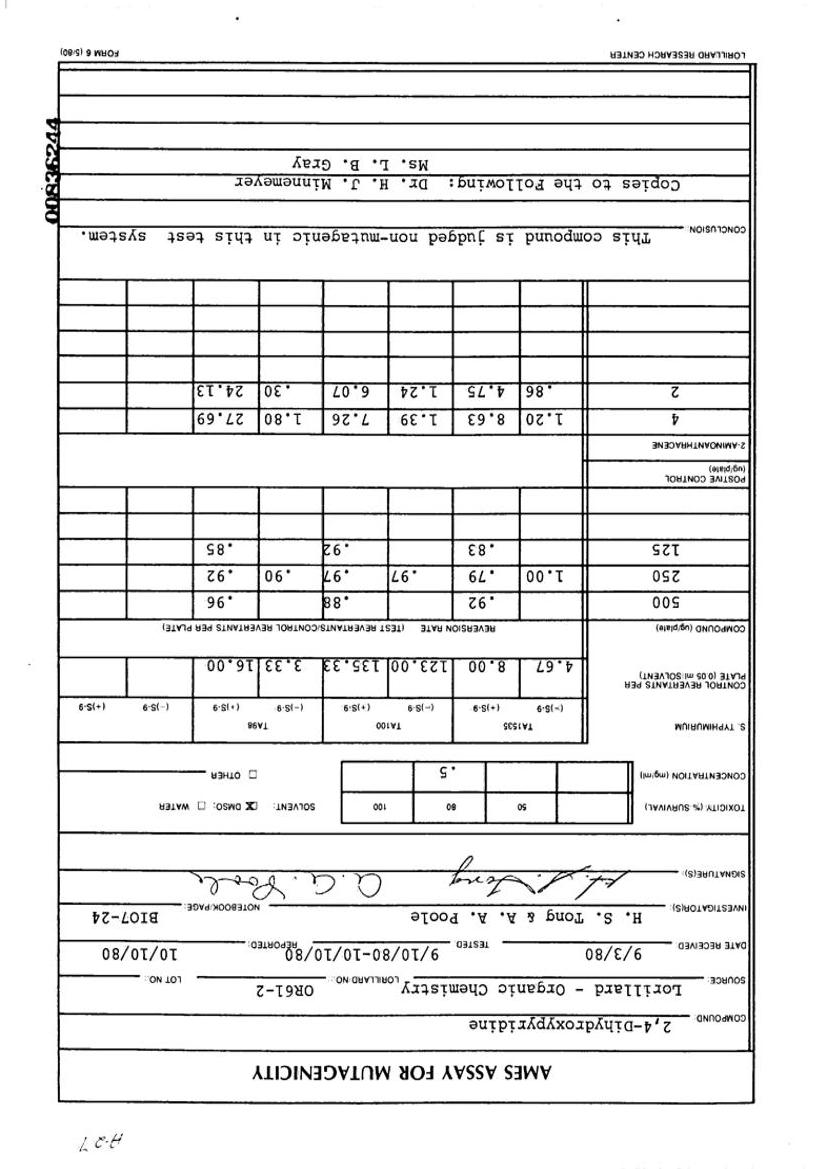 H-27
AMES ASSAY FOR MUTAGENICITY
COMPOUND: 2,4-Dihydroxypyridine
SOURCE: Lorillard - Organic Chemistry LORILLARD NO.: OR61-2 LOT NO.:
DATE RECEIVED 9/3/80 TESTED 9/10/80-10/10/80 REPORTED: 10/10/80
INVESTIGATOR(S): H. S. Tong & A. A. Poole NOTEBOOK/PAGE: BIO7-24
SIGNATURE(S): H. S. Tong A. A. Poole
TOXICITY (% SURVIVAL) 50 80 100 SOLVENT: ☒ DMSO: ☐ WATER
CONCENTRATION (mg/ml) .5 ☐ OTHER
S. TYPHIMURIUM TA1535 TA100 TA98
(-)S-9 (+)S-9 (-)S-9 (+)S-9 (-)S-9 (+)S-9 (-)S-9 (+)S-9
CONTROL REVERTANTS PER
PLATE (0.05 ml SOLVENT) 4.67 8.00 123.00 135.33 3.33 16.00
COMPOUND (ug/plate) REVERSION RATE (TEST REVERTANTS/CONTROL REVERTANTS PER PLATE)
500 .92 .88 .96
250 1.00 .79 .97 .97 .90 .92
125 .83 .92 .85
POSTIVE CONTROL
(ug/plate)
2-AMINOANTHRACENE
4 1.20 8.63 1.39 7.26 1.80 27.69
2 .86 4.75 1.24 6.07 .30 24.13
CONCLUSION: This compound is judged non-mutagenic in this test system.
Copies to the Following: Dr. H. J. Minnemeyer
Ms. L. B. Gray
00836244
LORILLARD RESEARCH CENTER FORM 6 (5/80)